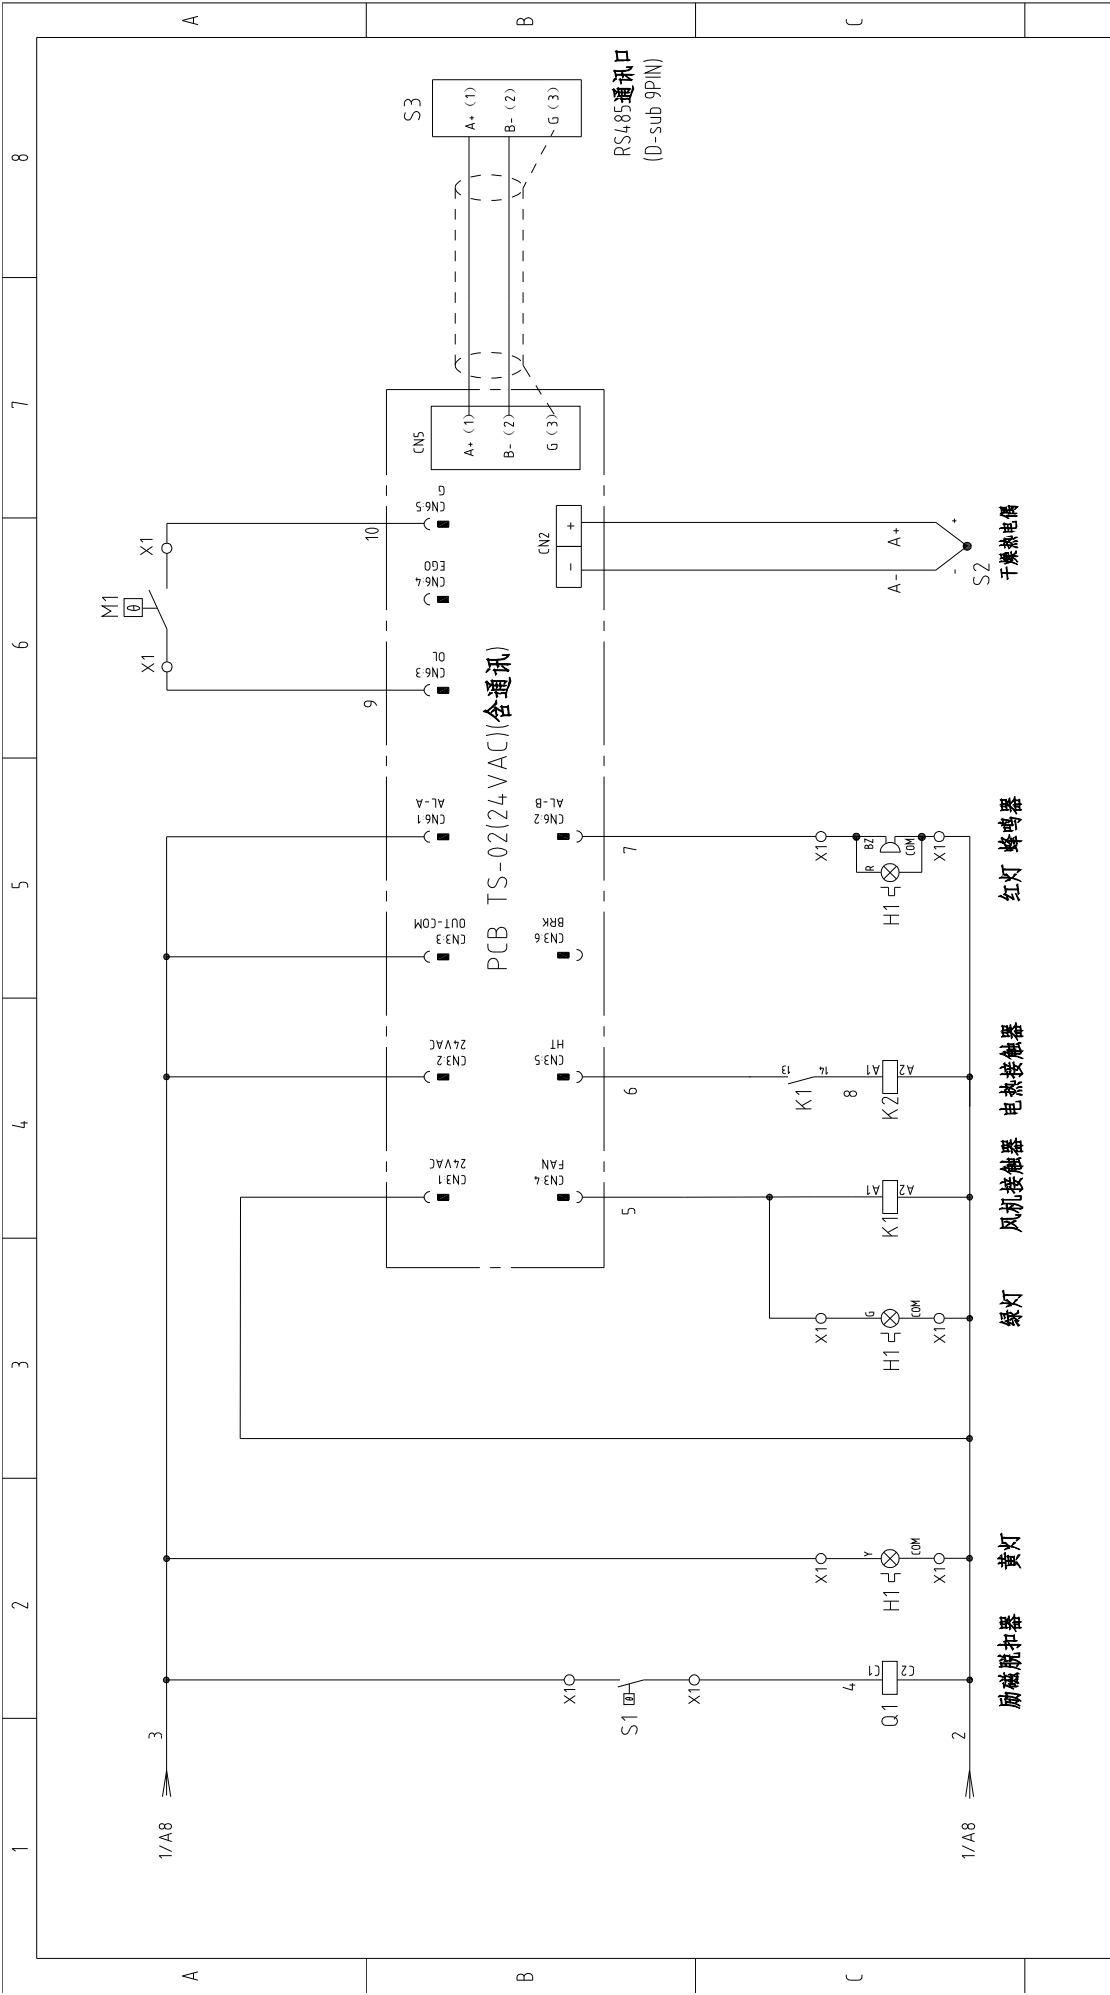 A
B
C
1
2
3
4
5
6
7
8
1/A8
3
1/A8
2
X1
S1
θ
X1
4
Q1
C1
C2
励磁脱扣器
X1
Y
H1
COM
X1
黄灯
X1
G
H1
COM
X1
绿灯
CN3:1
24VAC
CN3:4
FAN
5
K1
A1
A2
风机接触器
CN3:2
24VAC
CN3:5
HT
6
K1
13
14
8
K2
A1
A2
电热接触器
CN3:3
OUT-COM
CN3:6
BRK
PCB TS-02(24VAC)(含通讯)
CN6:1
AL-A
CN6:2
AL-B
7
X1
R
BZ
H1
COM
X1
红灯 蜂鸣器
M1
θ
X1
X1
9
10
CN6:3
OL
CN6:4
EGO
CN6:5
G
CN2
-
+
A-
A+
-
+
S2
干燥热电偶
CN5
A+(1)
B-(2)
G(3)
S3
A+(1)
B-(2)
G(3)
RS485通讯口
(D-sub 9PIN)
A
B
C